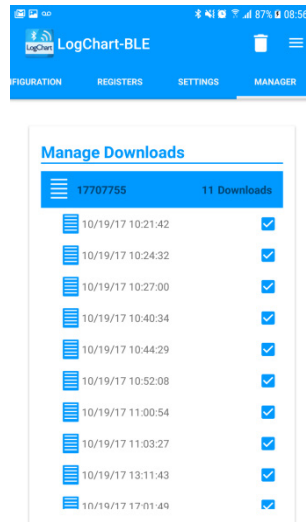 87% 08:56
LogChart LogChart-BLE
FIGURATION REGISTERS SETTINGS MANAGER
Manage Downloads
17707755 11 Downloads
10/19/17 10:21:42
10/19/17 10:24:32
10/19/17 10:27:00
10/19/17 10:40:34
10/19/17 10:44:29
10/19/17 10:52:08
10/19/17 11:00:54
10/19/17 11:03:27
10/19/17 13:11:43
10/19/17 17:01:49